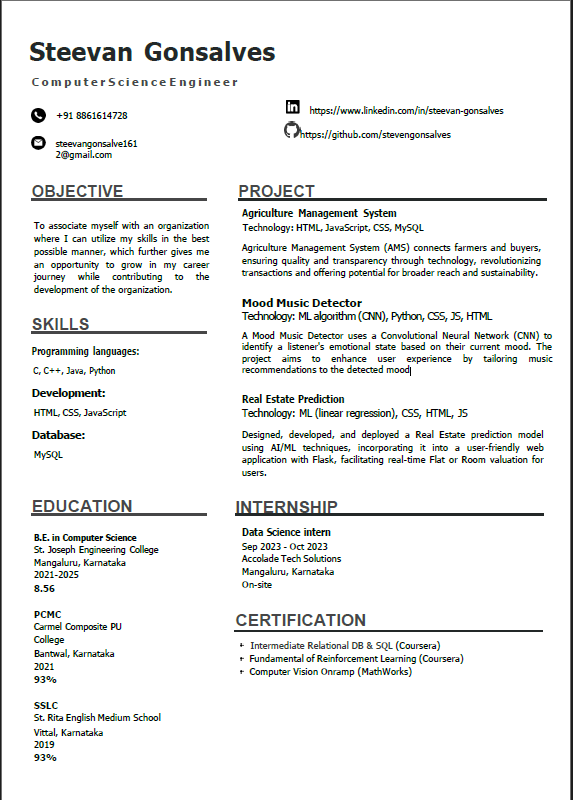 Steevan Gonsalves
ComputerScienceEngineer
+91 8861614728
steevangonsalve161
2@gmail.com
in
https://www.linkedin.com/in/steevan-gonsalves
https://github.com/stevengonsalves
OBJECTIVE
To associate myself with an organization
where I can utilize my skills in the best
possible manner, which further gives me
an opportunity to grow in my career
journey while contributing to the
development of the organization.
SKILLS
Programming languages:
C, C++, Java, Python
Development:
HTML, CSS, JavaScript
Database:
MySQL
EDUCATION
B.E. in Computer Science
St. Joseph Engineering College
Mangaluru, Karnataka
2021-2025
8.56
PCMC
Carmel Composite PU
College
Bantwal, Karnataka
2021
93%
SSLC
St. Rita English Medium School
Vittal, Karnataka
2019
93%
PROJECT
Agriculture Management System
Technology: HTML, JavaScript, CSS, MySQL
Agriculture Management System (AMS) connects farmers and buyers,
ensuring quality and transparency through technology, revolutionizing
transactions and offering potential for broader reach and sustainability.
Mood Music Detector
Technology: ML algorithm (CNN), Python, CSS, JS, HTML
A Mood Music Detector uses a Convolutional Neural Network (CNN) to
identify a listener's emotional state based on their current mood. The
project aims to enhance user experience by tailoring music
recommendations to the detected mood
Real Estate Prediction
Technology: ML (linear regression), CSS, HTML, JS
Designed, developed, and deployed a Real Estate prediction model
using AI/ML techniques, incorporating it into a user-friendly web
application with Flask, facilitating real-time Flat or Room valuation for
users.
INTERNSHIP
Data Science intern
Sep 2023 - Oct 2023
Accolade Tech Solutions
Mangaluru, Karnataka
On-site
CERTIFICATION
Intermediate Relational DB & SQL (Coursera)
Fundamental of Reinforcement Learning (Coursera)
Computer Vision Onramp (MathWorks)